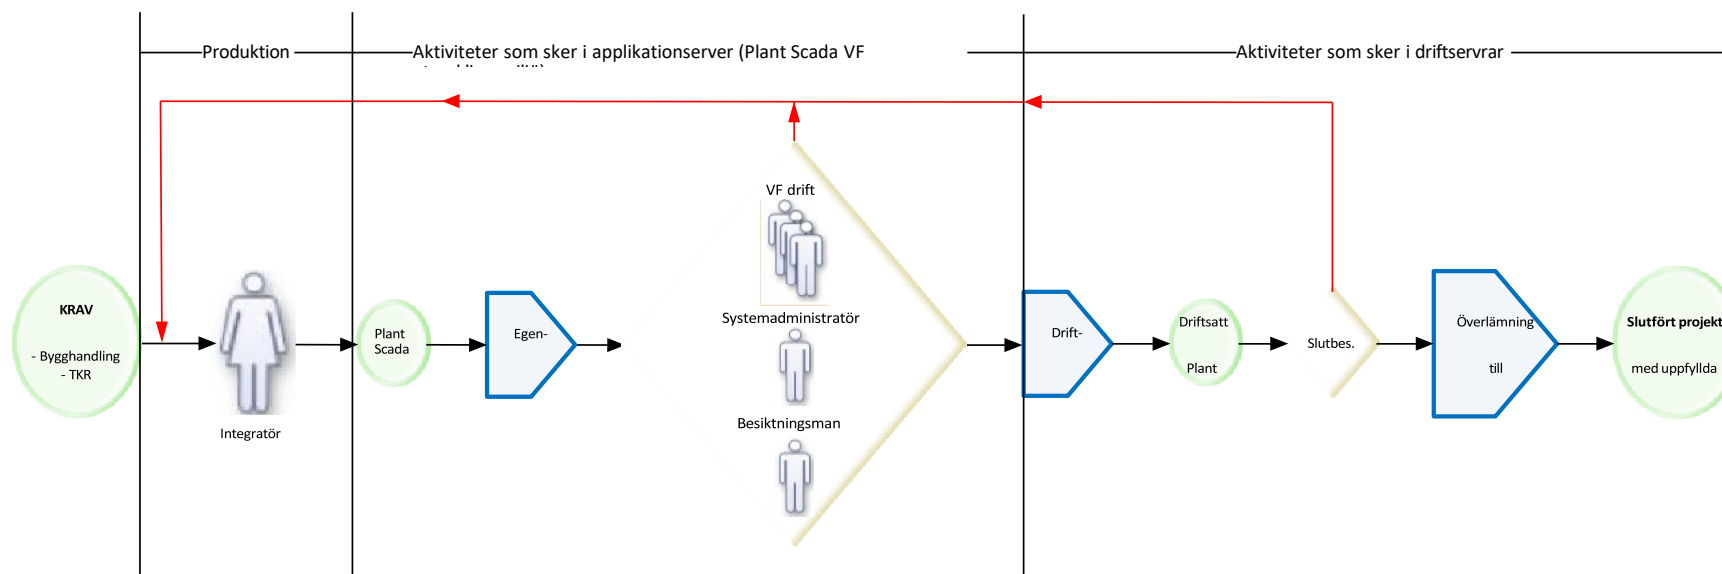 Produktion
Aktiviteter som sker i applikationserver (Plant Scada VF
Aktiviteter som sker i driftservrar
VF drift
Systemadministratör
Besiktningsman
KRAV
- Bygghandling
- TKR
Integratör
Plant
Scada
Egen-
Drift-
Driftsatt
Plant
Slutbes.
Överlämning
till
Slutfört projekt
med uppfyllda